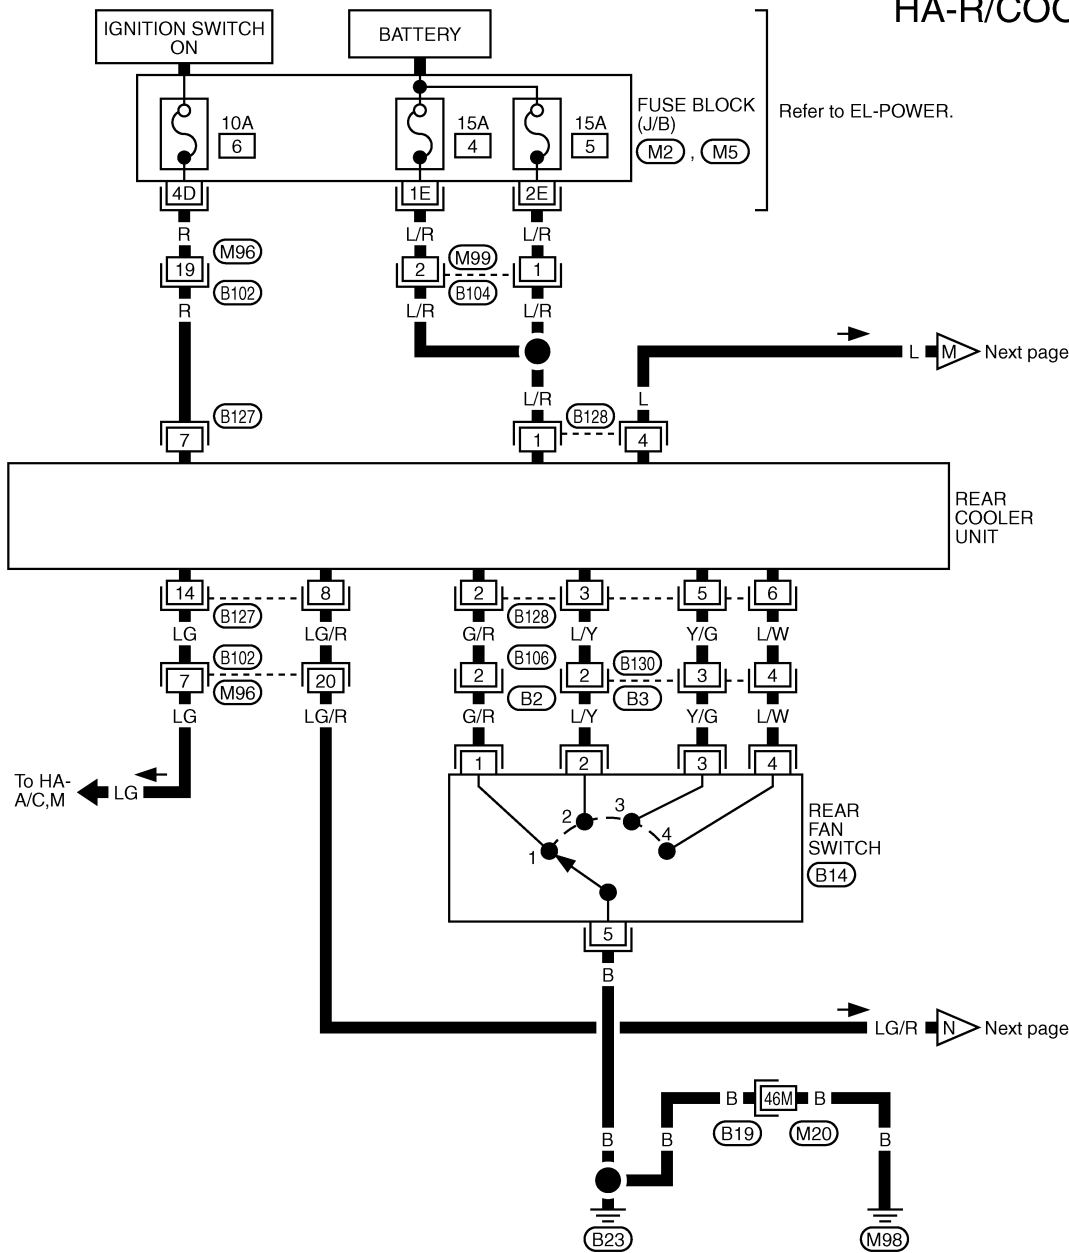 HA-R/COO
IGNITION SWITCH
ON
BATTERY
10A
6
15A
4
15A
5
FUSE BLOCK
(J/B)
M2 , M5
Refer to EL-POWER.
4D
1E
2E
R
L/R
L/R
M96
19
B102
2
M99
B104
1
R
L/R
L/R
L M Next page
L/R
L
B127
7
B128
1
4
REAR
COOLER
UNIT
14
8
2
3
5
6
B127
B128
LG
LG/R
G/R
L/Y
Y/G
L/W
B102
B106
B130
7
20
2
2
3
4
M96
B2
B3
LG
LG/R
G/R
L/Y
Y/G
L/W
1
2
3
4
To HA-
A/C,M
LG
1
2
3
4
REAR
FAN
SWITCH
B14
5
B
LG/R N Next page
B
46M
B
B19
M20
B
B
B
B23
M98